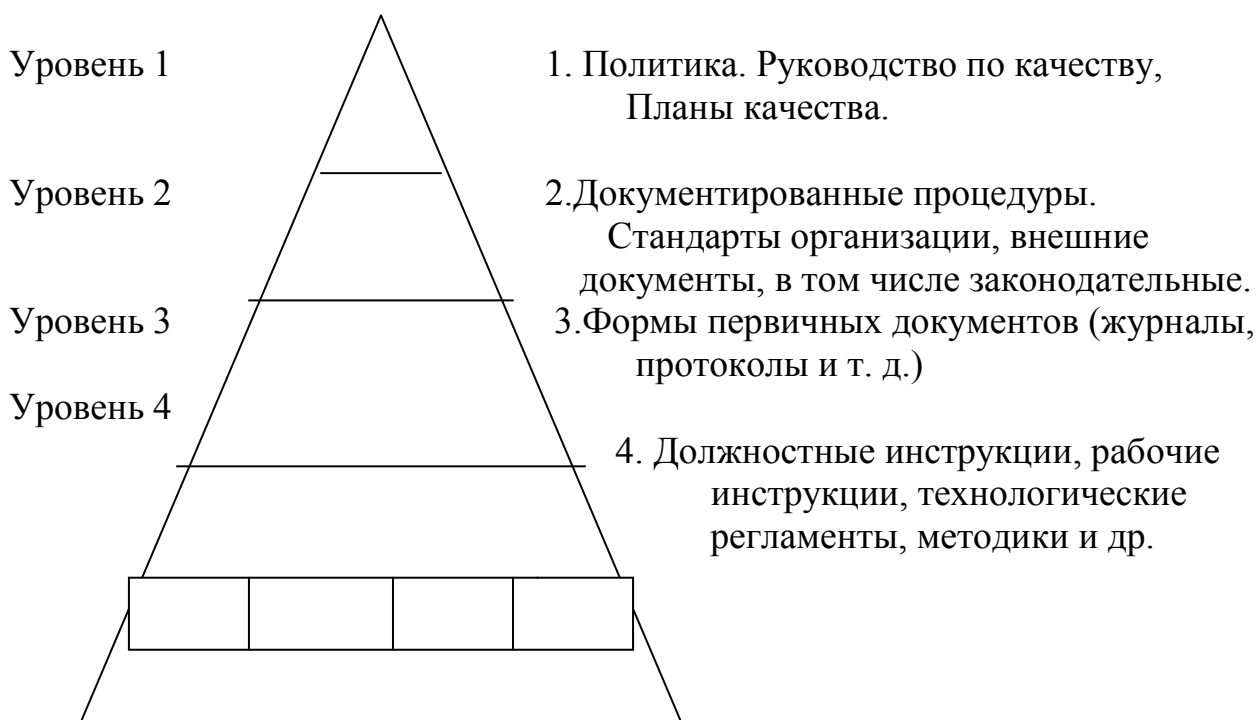 Уровень 1
1. Политика. Руководство по качеству,
Планы качества.
Уровень 2
2.Документированные процедуры.
Стандарты организации, внешние
документы, в том числе законодательные.
Уровень 3
3.Формы первичных документов (журналы,
протоколы и т. д.)
Уровень 4
4. Должностные инструкции, рабочие
инструкции, технологические
регламенты, методики и др.